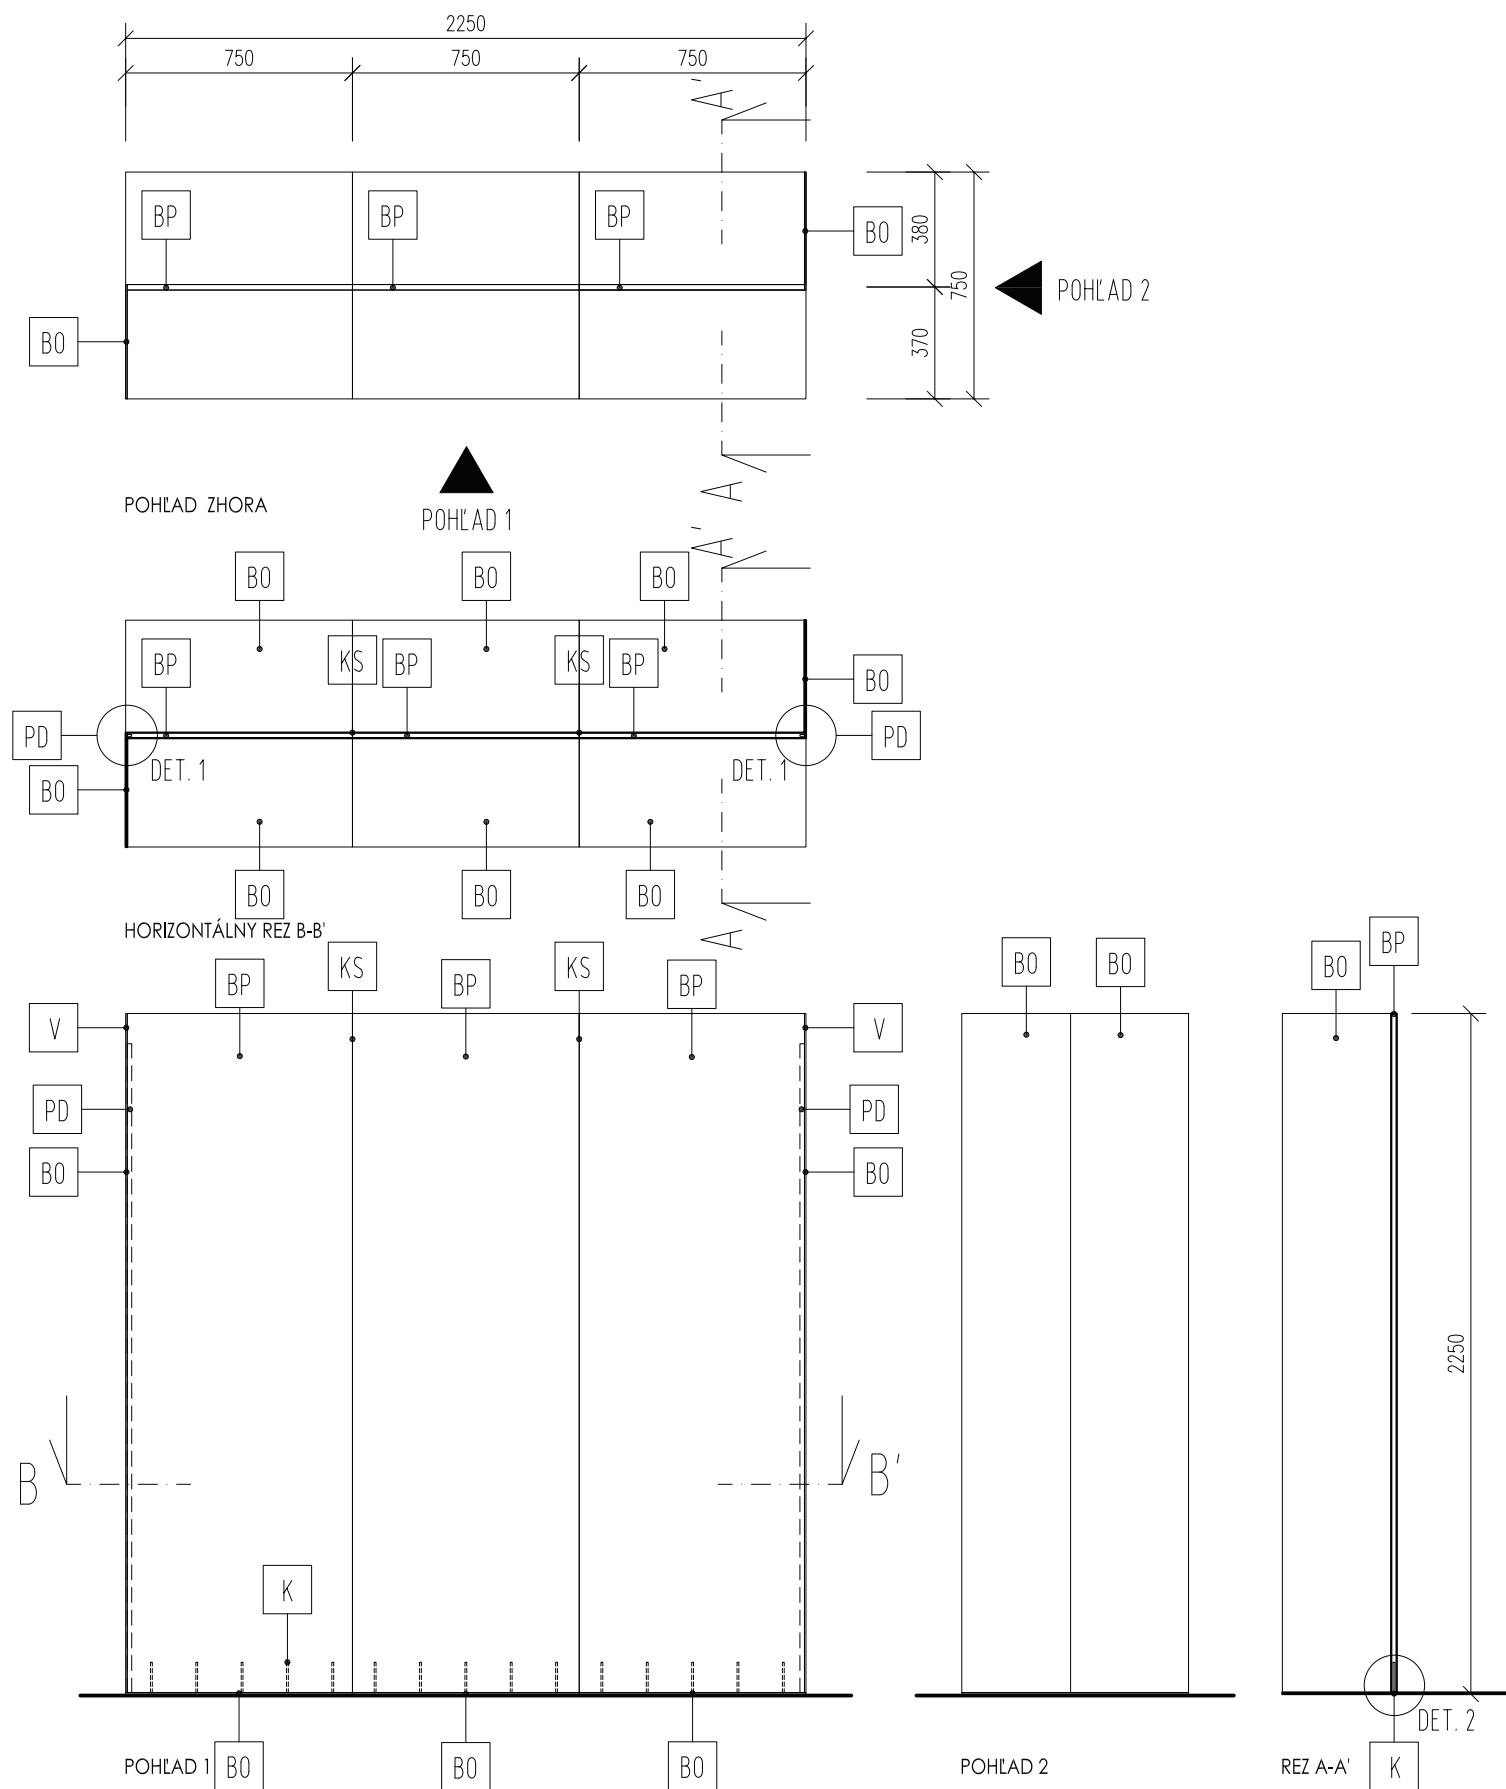 2250
750 750 750
A'
BP BP BP BO
380
750
POHĽAD 2
BO
370
A
POHĽAD ZHORA
POHĽAD 1
A'
BO BO BO
BP KS BP KS BP BO
PD PD
DET. 1 DET. 1
BO
BO BO BO
HORIZONTÁLNY REZ B-B'
A
BP KS BP KS BP BO BO BO BP
V V
PD PD
BO BO
2250
B B'
K
DET. 2
POHĽAD 1 BO BO BO POHĽAD 2 REZ A-A' K